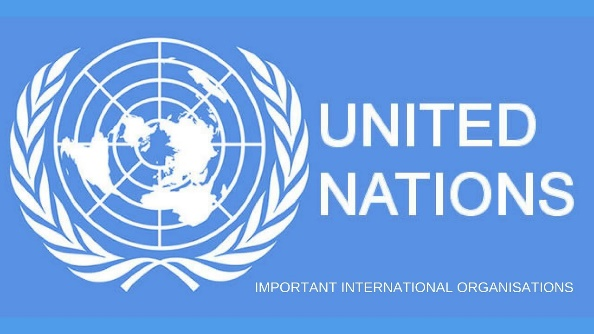 UNITED
NATIONS
IMPORTANT INTERNATIONAL ORGANISATIONS